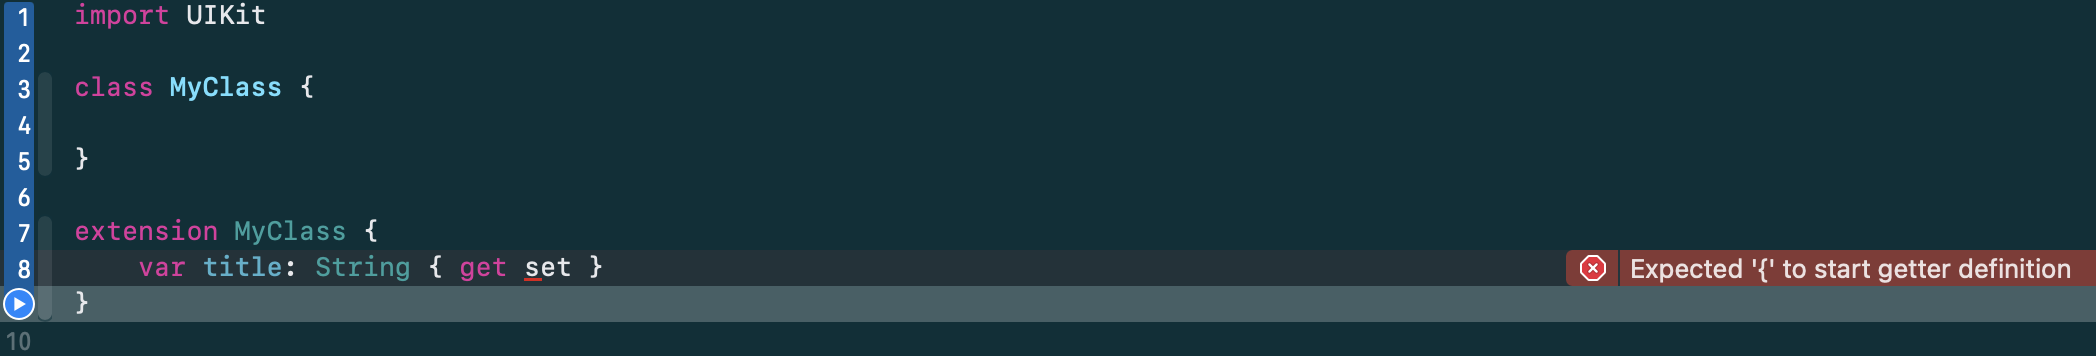 1 import UIKit
2
3 class MyClass {
4
5 }
6
7 extension MyClass {
8     var title: String { get set } Expected '{' to start getter definition
}
10